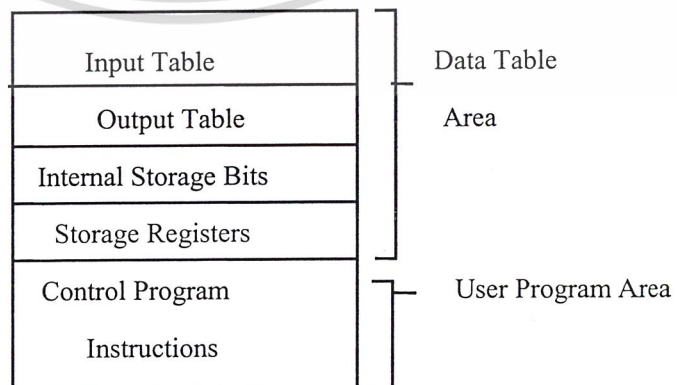 Input Table
Data Table
Output Table
Area
Internal Storage Bits
Storage Registers
Control Program
User Program Area
Instructions